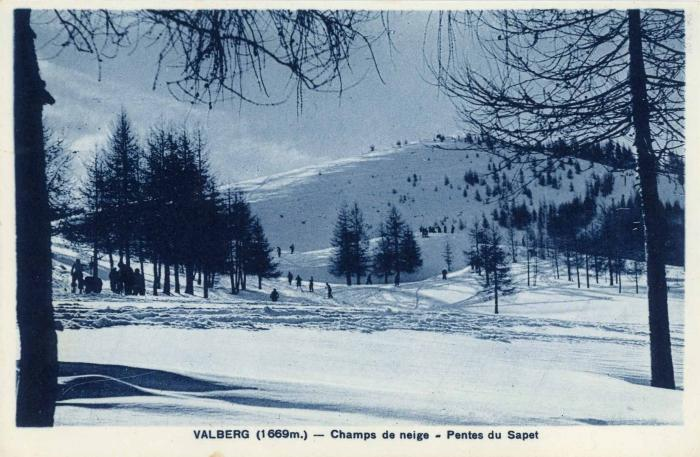 VALBERG (1669m.) — Champs de neige - Pentes du Sapet